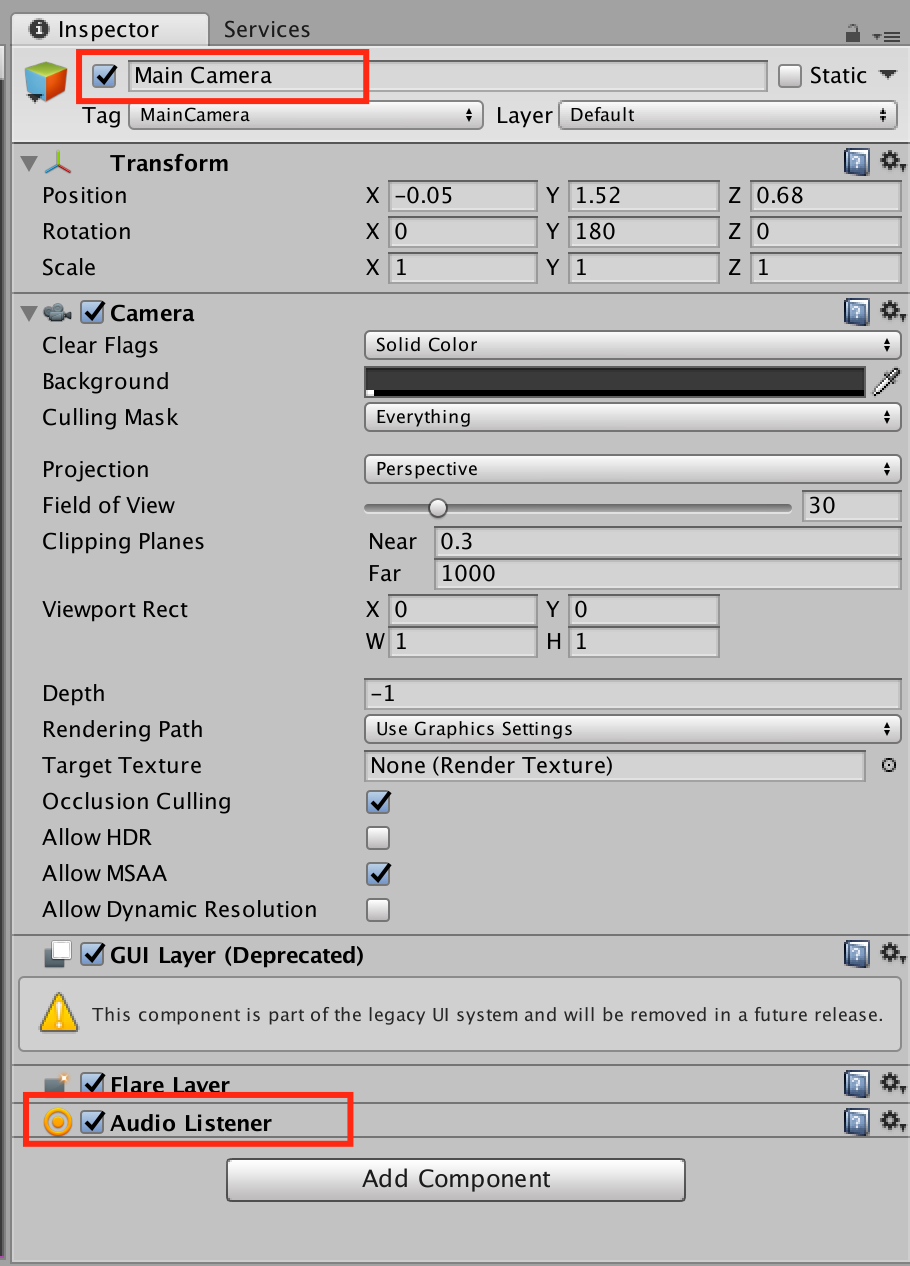 Inspector Services
Main Camera Static
Tag MainCamera Layer Default
Transform
Position X -0.05 Y 1.52 Z 0.68
Rotation X 0 Y 180 Z 0
Scale X 1 Y 1 Z 1
Camera
Clear Flags Solid Color
Background
Culling Mask Everything
Projection Perspective
Field of View 30
Clipping Planes Near 0.3
Far 1000
Viewport Rect X 0 Y 0
W 1 H 1
Depth -1
Rendering Path Use Graphics Settings
Target Texture None (Render Texture)
Occlusion Culling
Allow HDR
Allow MSAA
Allow Dynamic Resolution
GUI Layer (Deprecated)
This component is part of the legacy UI system and will be removed in a future release.
Flare Layer
Audio Listener
Add Component